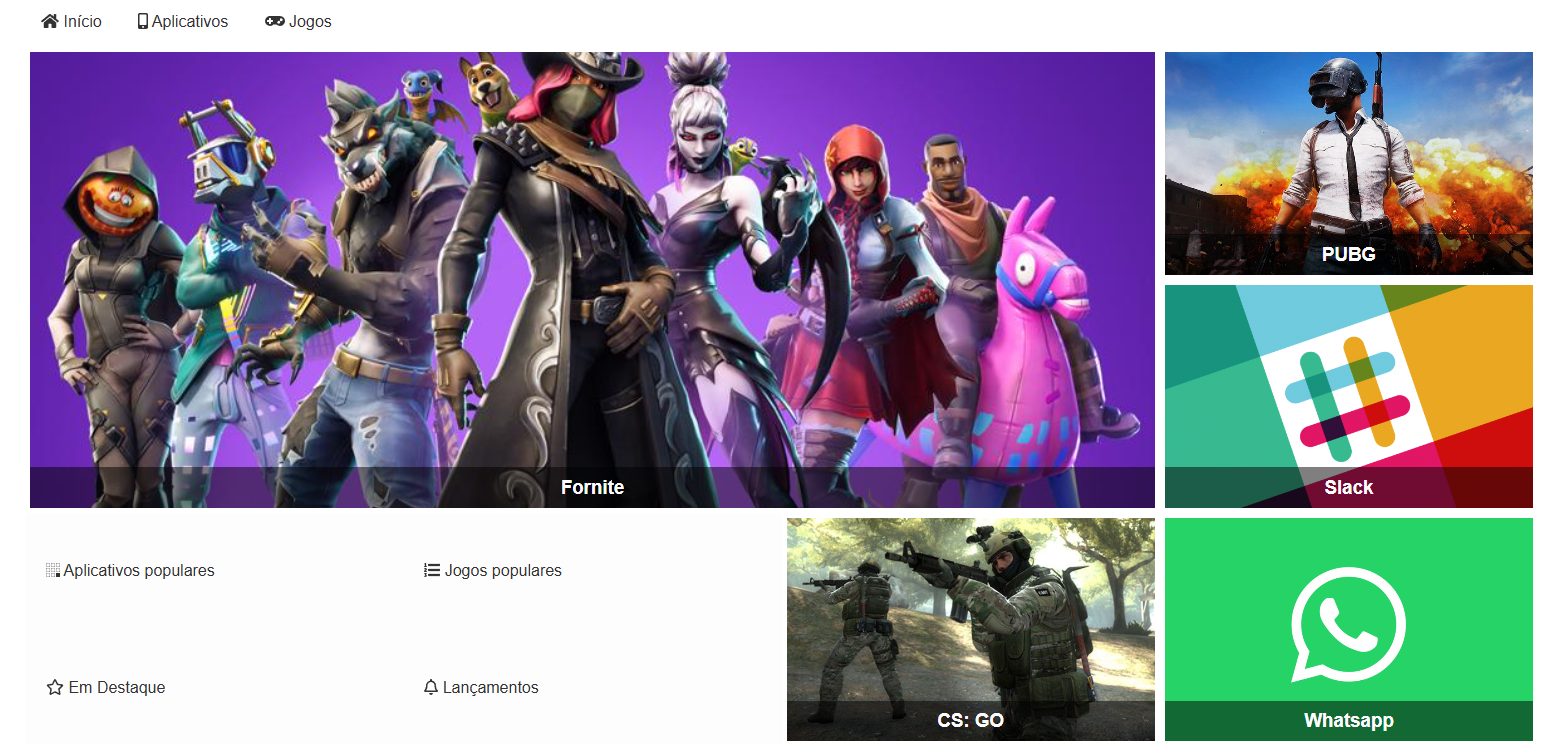 Início
Aplicativos
Jogos
PUBG
Fornite
Slack
Aplicativos populares
Jogos populares
Em Destaque
Lançamentos
CS: GO
Whatsapp